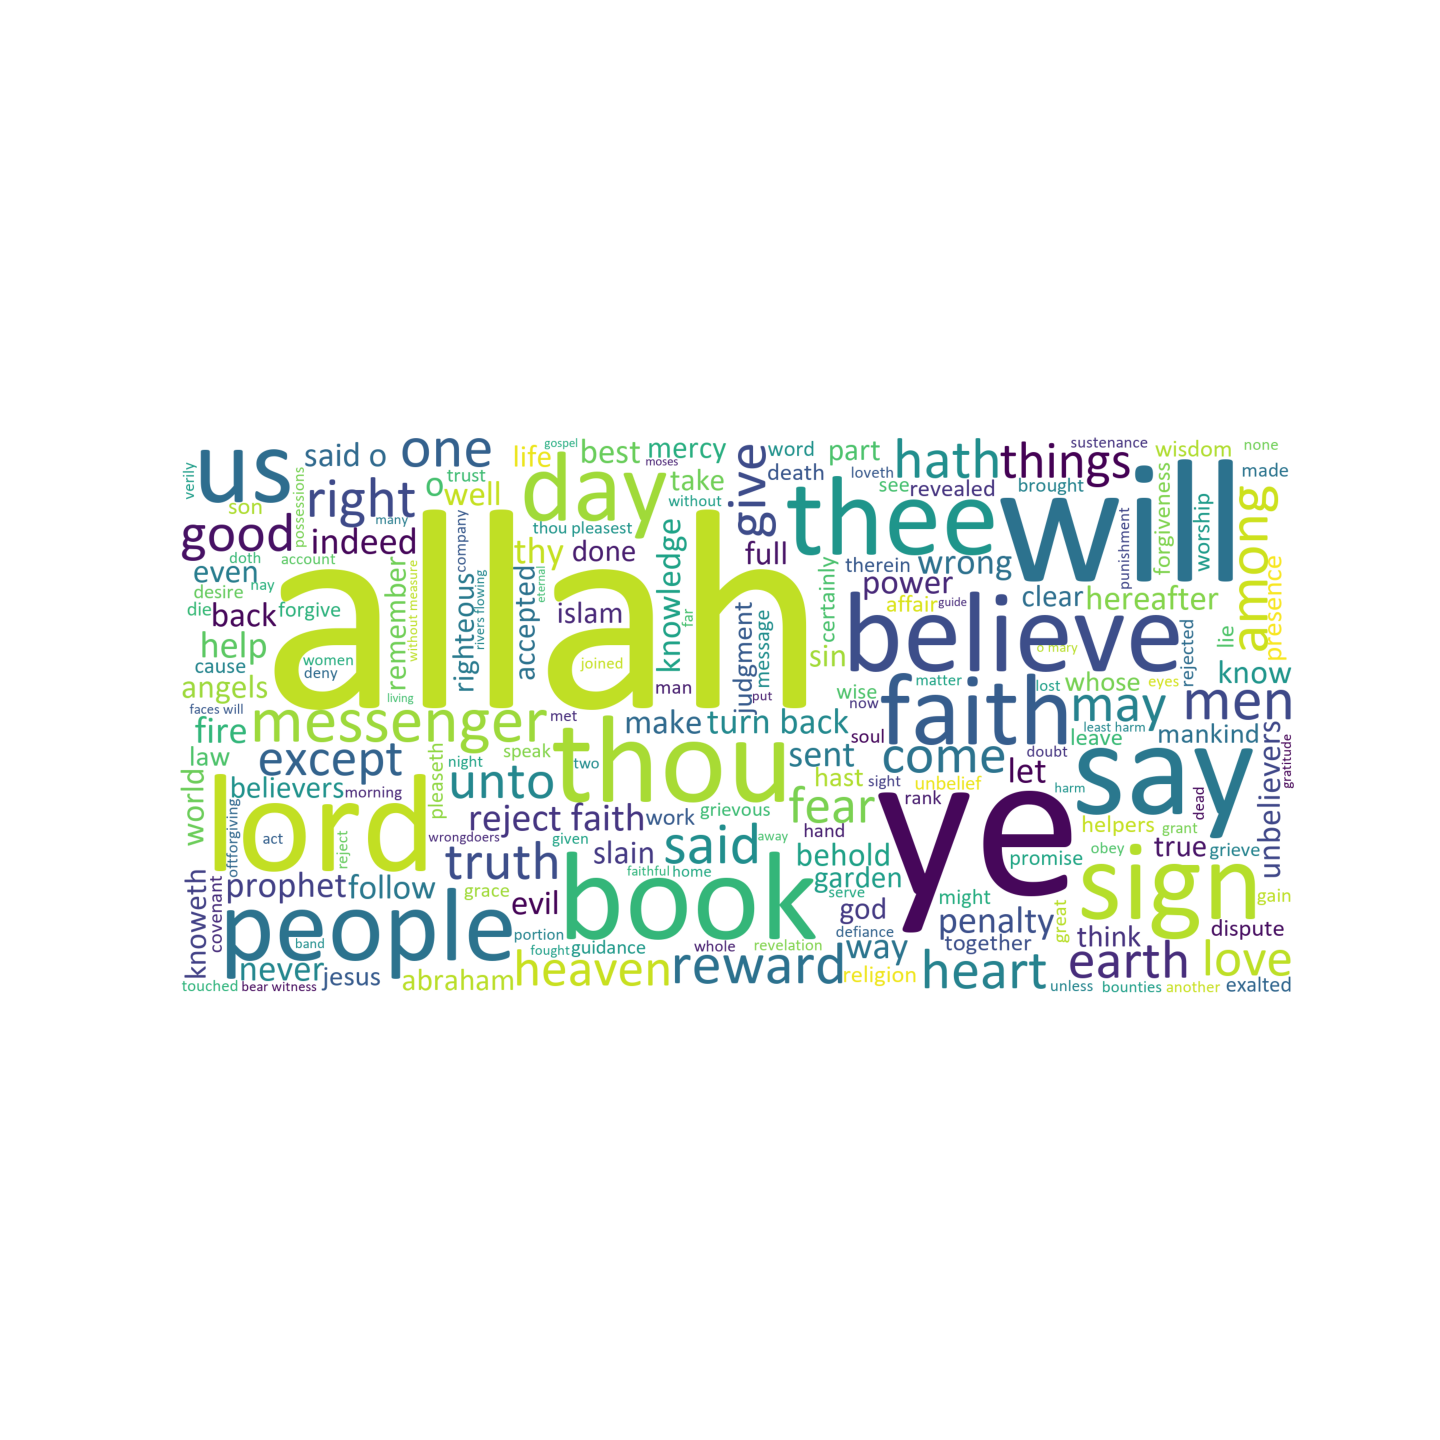 us
said o
one
life
gospel
best
mercy
moses
give
word
part
hath
things
sustenance
wisdom
none
verily
son
possessions
right
many
o
trust
well
day
take
without
death
loveth
see
revealed
brought
made
good
indeed
company
thou pleasest
thee
will
punishment
forgiveness
worship
among
doth
account
even
nay
desire
die
back
forgive
allah
remember
without measure
righteous
rivers flowing
thy
done
accepted
eternal
islam
knowledge
far
full
therein
wrong
power
affair
guide
clear
hereafter
presence
certainly
help
cause
women
deny
angels
living
joined
man
judgment
message
put
sin
believe
o mary
rejected
lie
know
matter
lost
whose
eyes
wise
now
faith
may
men
faces will
fire
messenger
met
make
turn back
soul
least harm
leave
mankind
law
except
pleaseth
speak
night
two
thou
sent
come
doubt
say
unbelievers
gratitude
world
believers
morning
unto
hast
sight
unbelief
let
harm
dead
lord
oftforgiving
act
reject
reject faith
work
grievous
fear
rank
ye
helpers
grant
wrongdoers
given
away
hand
obey
true
grieve
truth
slain
said
behold
promise
knoweth
covenant
prophet
follow
grace
evil
faithful
home
book
garden
serve
god
might
great
sign
gain
people
portion
whole
revelation
defiance
penalty
think
dispute
band
fought
guidance
way
together
never
jesus
heaven
reward
heart
earth
love
touched
bear witness
abraham
religion
unless
bounties
another
exalted